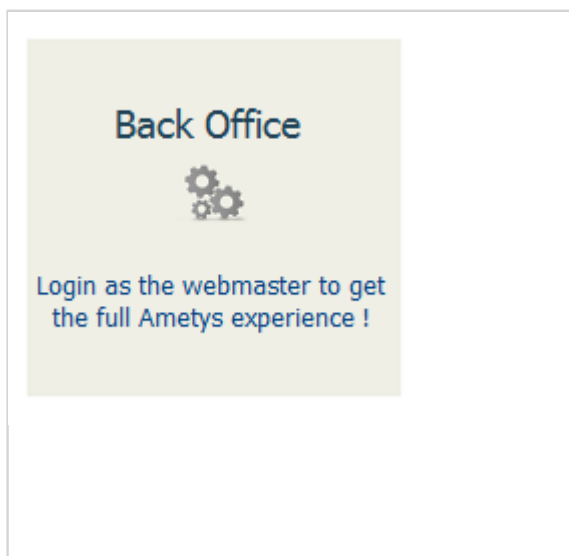 Back Office
Login as the webmaster to get
the full Ametys experience !